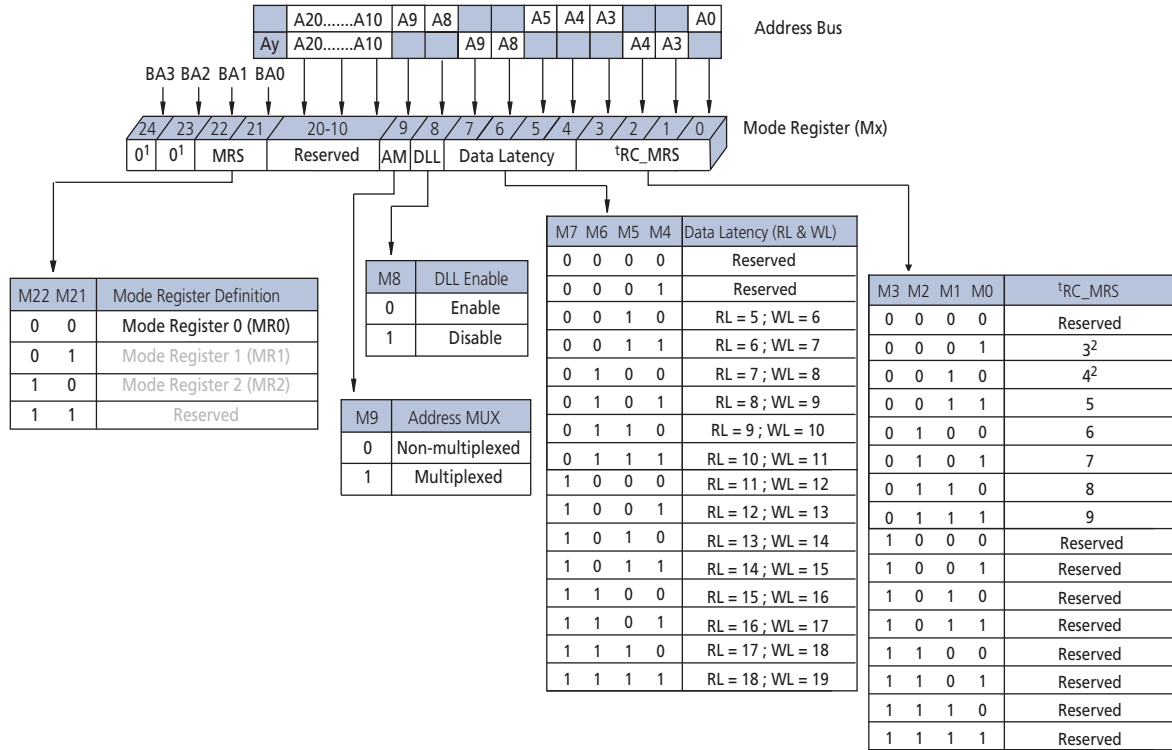 A20.......A10 A9 A8 A5 A4 A3 A0
Ay A20.......A10 A9 A8 A4 A3
Address Bus
BA3 BA2 BA1 BA0
24 23 22 21 20-10 9 8 7 6 5 4 3 2 1 0
Mode Register (Mx)
0¹ 0¹ MRS Reserved AM DLL Data Latency ᵗRC_MRS
M22 M21 Mode Register Definition
0 0 Mode Register 0 (MR0)
0 1 Mode Register 1 (MR1)
1 0 Mode Register 2 (MR2)
1 1 Reserved
M8 DLL Enable
0 Enable
1 Disable
M9 Address MUX
0 Non-multiplexed
1 Multiplexed
M7 M6 M5 M4 Data Latency (RL & WL)
0 0 0 0 Reserved
0 0 0 1 Reserved
0 0 1 0 RL = 5 ; WL = 6
0 0 1 1 RL = 6 ; WL = 7
0 1 0 0 RL = 7 ; WL = 8
0 1 0 1 RL = 8 ; WL = 9
0 1 1 0 RL = 9 ; WL = 10
0 1 1 1 RL = 10 ; WL = 11
1 0 0 0 RL = 11 ; WL = 12
1 0 0 1 RL = 12 ; WL = 13
1 0 1 0 RL = 13 ; WL = 14
1 0 1 1 RL = 14 ; WL = 15
1 1 0 0 RL = 15 ; WL = 16
1 1 0 1 RL = 16 ; WL = 17
1 1 1 0 RL = 17 ; WL = 18
1 1 1 1 RL = 18 ; WL = 19
M3 M2 M1 M0 ᵗRC_MRS
0 0 0 0 Reserved
0 0 0 1 3²
0 0 1 0 4²
0 0 1 1 5
0 1 0 0 6
0 1 0 1 7
0 1 1 0 8
0 1 1 1 9
1 0 0 0 Reserved
1 0 0 1 Reserved
1 0 1 0 Reserved
1 0 1 1 Reserved
1 1 0 0 Reserved
1 1 0 1 Reserved
1 1 1 0 Reserved
1 1 1 1 Reserved